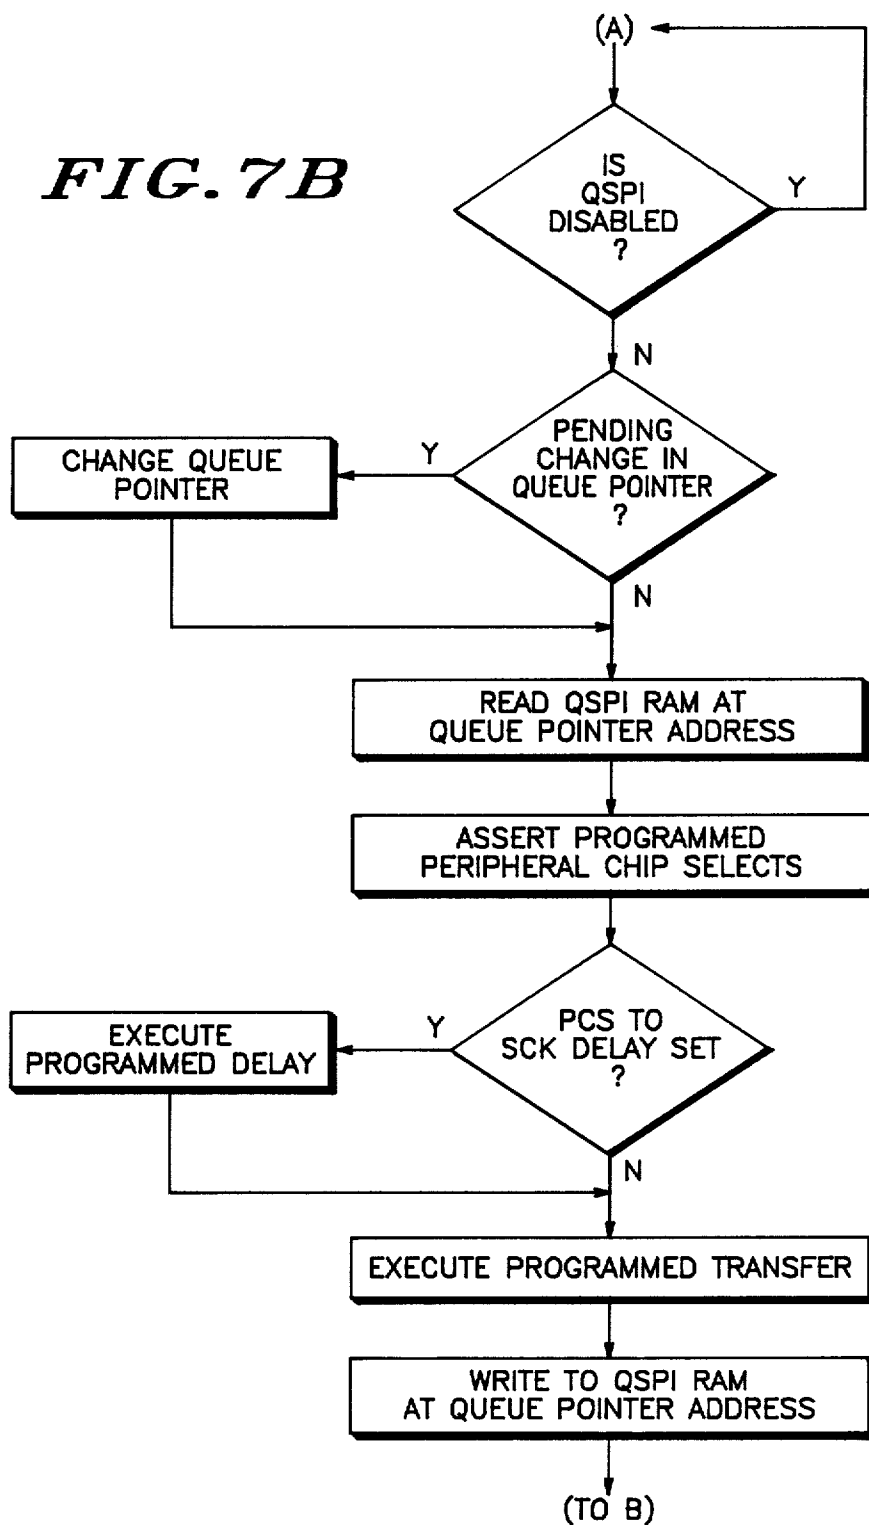 (A)
FIG. 7B
IS
QSPI
DISABLED
?
Y
N
PENDING
CHANGE IN
QUEUE POINTER
?
Y
CHANGE QUEUE
POINTER
N
READ QSPI RAM AT
QUEUE POINTER ADDRESS
ASSERT PROGRAMMED
PERIPHERAL CHIP SELECTS
PCS TO
SCK DELAY SET
?
Y
EXECUTE
PROGRAMMED DELAY
N
EXECUTE PROGRAMMED TRANSFER
WRITE TO QSPI RAM
AT QUEUE POINTER ADDRESS
(TO B)